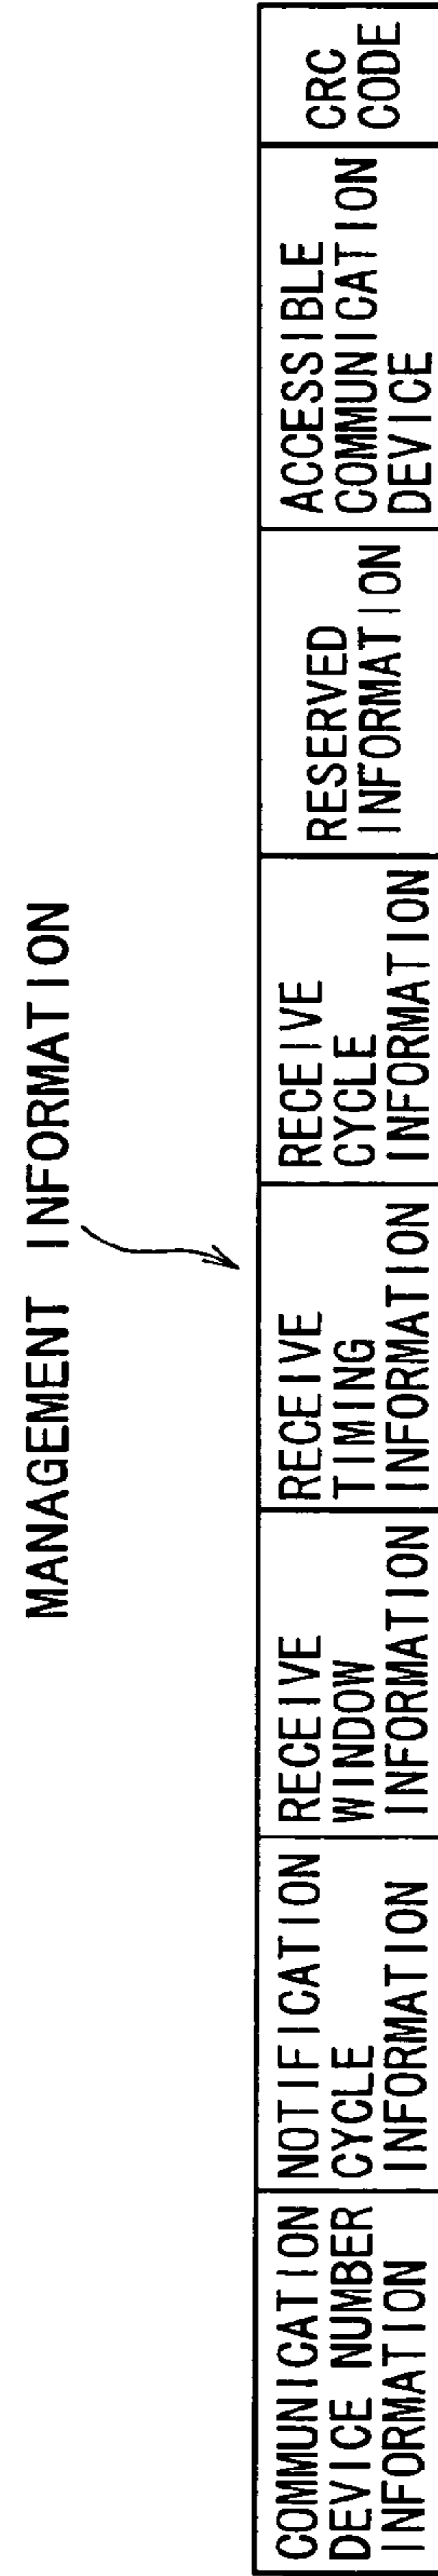 MANAGEMENT INFORMATION
COMMUNICATION
DEVICE NUMBER
INFORMATION
NOTIFICATION
CYCLE
INFORMATION
RECEIVE
WINDOW
INFORMATION
RECEIVE
TIMING
INFORMATION
RECEIVE
CYCLE
INFORMATION
RESERVED
INFORMATION
ACCESSIBLE
COMMUNICATION
DEVICE
CRC
CODE